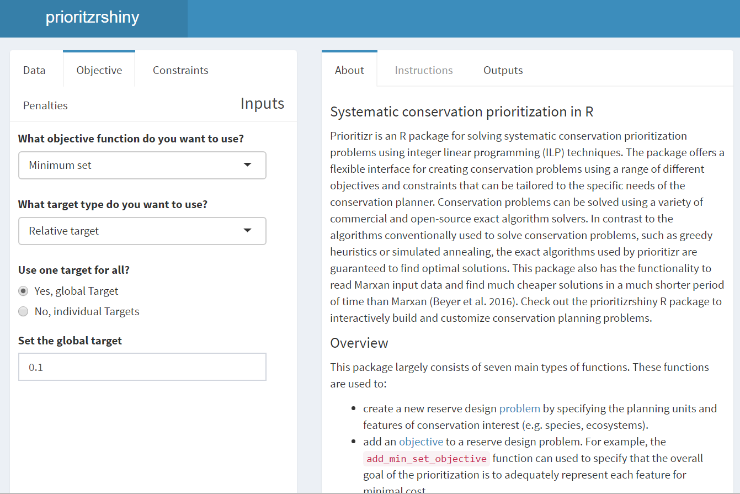 prioritzrshiny
Data Objective Constraints
Penalties Inputs
What objective function do you want to use?
Minimum set
What target type do you want to use?
Relative target
Use one target for all?
Yes, global Target
No, individual Targets
Set the global target
0.1
About Instructions Outputs
Systematic conservation prioritization in R
Prioritizr is an R package for solving systematic conservation prioritization
problems using integer linear programming (ILP) techniques. The package offers a
flexible interface for creating conservation problems using a range of different
objectives and constraints that can be tailored to the specific needs of the
conservation planner. Conservation problems can be solved using a variety of
commercial and open-source exact algorithm solvers. In contrast to the
algorithms conventionally used to solve conservation problems, such as greedy
heuristics or simulated annealing, the exact algorithms used by prioritizr are
guaranteed to find optimal solutions. This package also has the functionality to
read Marxan input data and find much cheaper solutions in a much shorter period
of time than Marxan (Beyer et al. 2016). Check out the prioritizrshiny R package to
interactively build and customize conservation planning problems.
Overview
This package largely consists of seven main types of functions. These functions
are used to:
• create a new reserve design problem by specifying the planning units and
features of conservation interest (e.g. species, ecosystems).
• add an objective to a reserve design problem. For example, the
add_min_set_objective function can used to specify that the overall
goal of the prioritization is to adequately represent each feature for
minimal cost